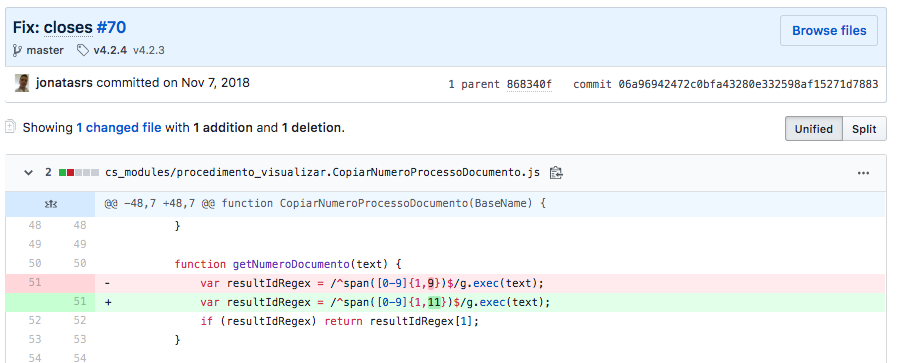 Fix: closes #70
Browse files
master v4.2.4 v4.2.3
jonatasrs committed on Nov 7, 2018 1 parent 868340f commit 06a96942472c0bfa43280e332598af15271d7883
Showing 1 changed file with 1 addition and 1 deletion.
Unified Split
2 cs_modules/procedimento_visualizar.CopiarNumeroProcessoDocumento.js ...
@@ -48,7 +48,7 @@ function CopiarNumeroProcessoDocumento(BaseName) {
48 48 }
49 49
50 50 function getNumeroDocumento(text) {
51 - var resultIdRegex = /^span([0-9]{1,9})$/g.exec(text);
51 + var resultIdRegex = /^span([0-9]{1,11})$/g.exec(text);
52 52 if (resultIdRegex) return resultIdRegex[1];
53 53 }
54 54